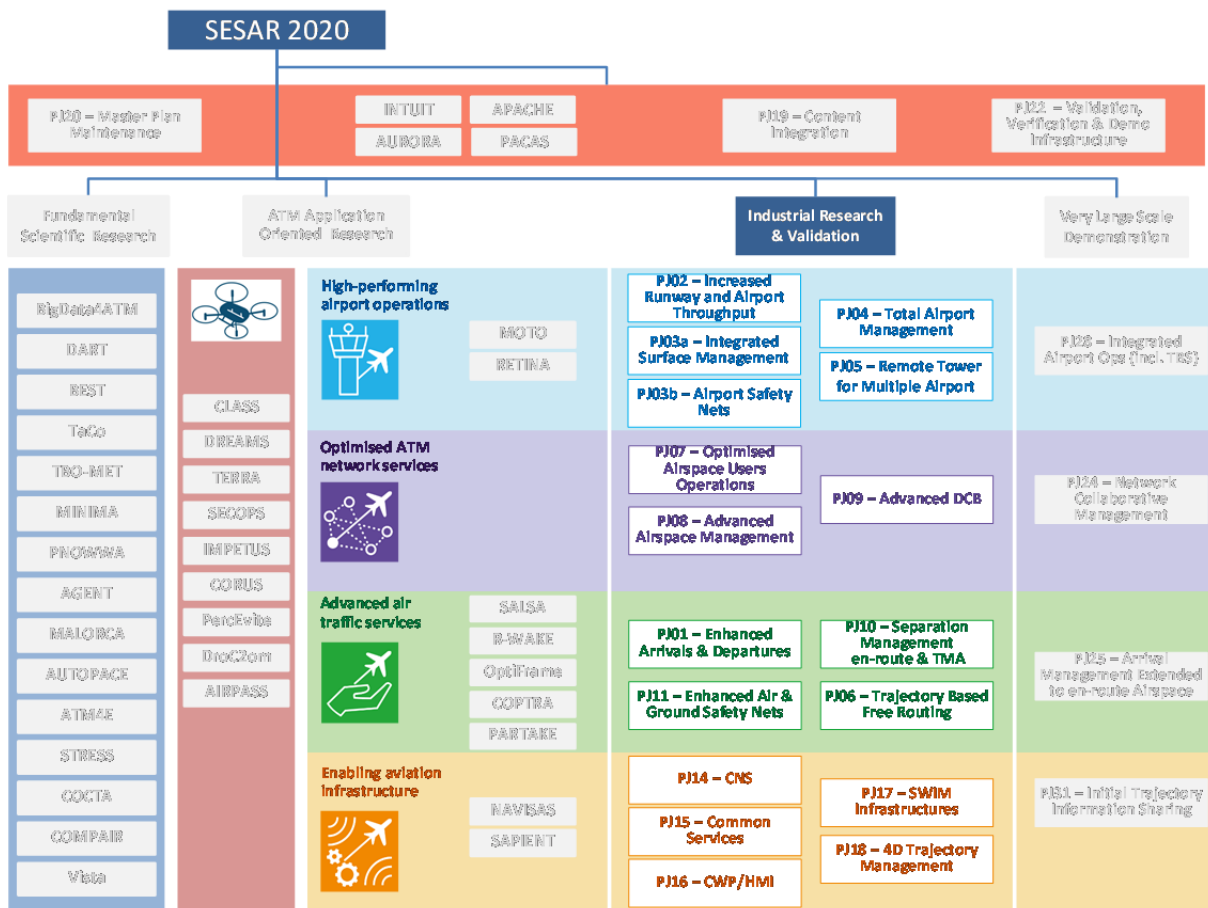 SESAR 2020
PJ20 – Master Plan
Maintenance
INTUIT
APACHE
AURORA
PACAS
PJ19 – Content
Integration
PJ22 – Validation,
Verification & Demo
Infrastructure
Fundamental
Scientific Research
ATM Application
Oriented Research
Industrial Research
& Validation
Very Large Scale
Demonstration
BigData4ATM
DART
BEST
TaCo
TBO-MET
MINIMA
PNOWWA
AGENT
MALORCA
AUTOPACE
ATM4E
STRESS
COCTA
COMPAIR
Vista
CLASS
DREAMS
TERRA
SECOPS
IMPETUS
CORUS
PercEvite
DroC2om
AIRPASS
High-performing
airport operations
MOTO
RETINA
PJ02 – Increased
Runway and Airport
Throughput
PJ03a – Integrated
Surface Management
PJ03b – Airport Safety
Nets
PJ04 – Total Airport
Management
PJ05 – Remote Tower
for Multiple Airport
PJ28 – Integrated
Airport Ops (incl. TBS)
Optimised ATM
network services
PJ07 – Optimised
Airspace Users
Operations
PJ08 – Advanced
Airspace Management
PJ09 – Advanced DCB
PJ24 – Network
Collaborative
Management
Advanced air
traffic services
SALSA
R-WAKE
OptiFrame
COPTRA
PARTAKE
PJ01 – Enhanced
Arrivals & Departures
PJ11 – Enhanced Air &
Ground Safety Nets
PJ10 – Separation
Management
en-route & TMA
PJ06 – Trajectory Based
Free Routing
PJ25 – Arrival
Management Extended
to en-route Airspace
Enabling aviation
infrastructure
NAVISAS
SAPIENT
PJ14 – CNS
PJ15 – Common
Services
PJ16 – CWP/HMI
PJ17 – SWIM
Infrastructures
PJ18 – 4D Trajectory
Management
PJ31 – Initial Trajectory
Information Sharing